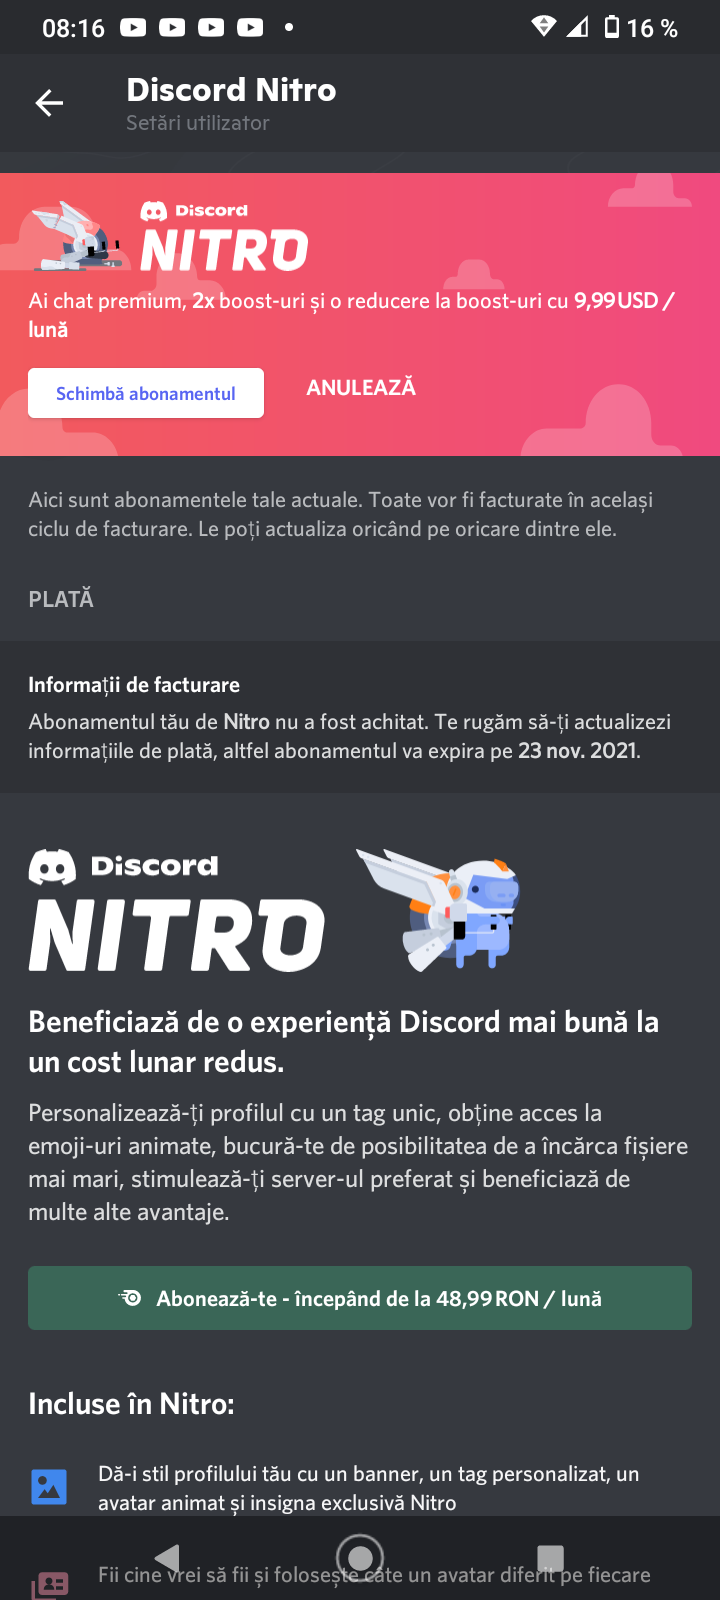 08:16
16 %
Discord Nitro
Setări utilizator
Discord
NITRO
Ai chat premium, 2x boost-uri și o reducere la boost-uri cu 9,99 USD /
lună
Schimbă abonamentul
ANULEAZĂ
Aici sunt abonamentele tale actuale. Toate vor fi facturate în același
ciclu de facturare. Le poți actualiza oricând pe oricare dintre ele.
PLATĂ
Informații de facturare
Abonamentul tău de Nitro nu a fost achitat. Te rugăm să-ți actualizezi
informațiile de plată, altfel abonamentul va expira pe 23 nov. 2021.
Discord
NITRO
Beneficiază de o experiență Discord mai bună la
un cost lunar redus.
Personalizează-ți profilul cu un tag unic, obține acces la
emoji-uri animate, bucură-te de posibilitatea de a încărca fișiere
mai mari, stimulează-ți server-ul preferat și beneficiază de
multe alte avantaje.
Abonează-te - începând de la 48,99 RON / lună
Incluse în Nitro:
Dă-i stil profilului tău cu un banner, un tag personalizat, un
avatar animat și insigna exclusivă Nitro
Fii cine vrei să fii și folosește câte un avatar diferit pe fiecare